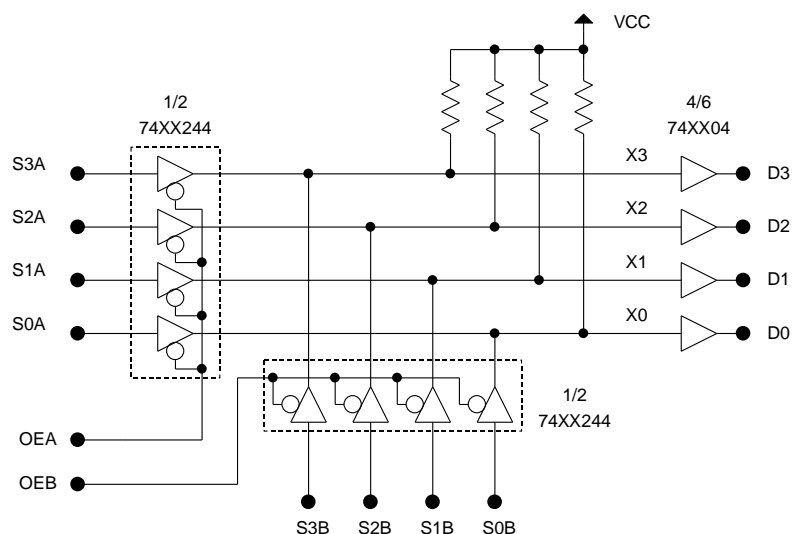 VCC
1/2
74XX244
4/6
74XX04
S3A
X3
D3
S2A
X2
D2
S1A
X1
D1
S0A
X0
D0
1/2
74XX244
OEA
OEB
S3B
S2B
S1B
S0B